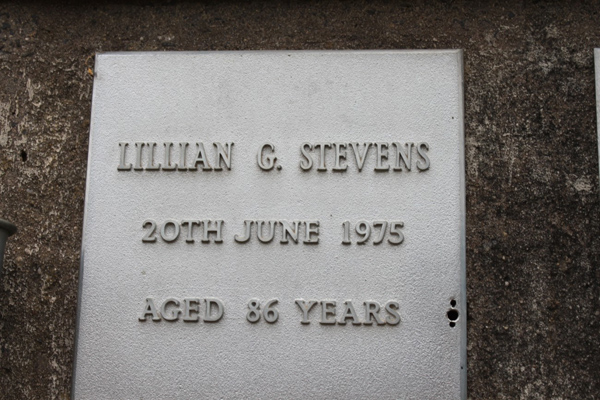 LILLIAN G. STEVENS
20TH JUNE 1975
AGED 86 YEARS